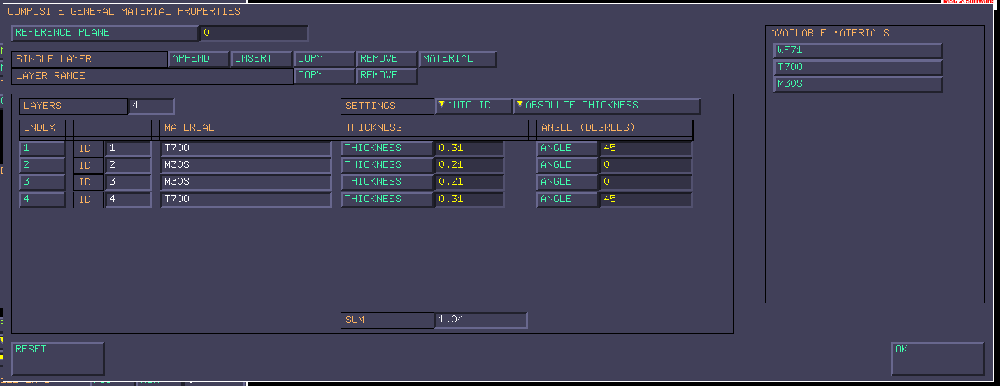 MSC Software
COMPOSITE GENERAL MATERIAL PROPERTIES
REFERENCE PLANE 0
AVAILABLE MATERIALS
WF71
T700
M30S
SINGLE LAYER APPEND INSERT COPY REMOVE MATERIAL
LAYER RANGE COPY REMOVE
LAYERS 4 SETTINGS AUTO ID ABSOLUTE THICKNESS
INDEX MATERIAL THICKNESS ANGLE (DEGREES)
1 ID 1 T700 THICKNESS 0.31 ANGLE 45
2 ID 2 M30S THICKNESS 0.21 ANGLE 0
3 ID 3 M30S THICKNESS 0.21 ANGLE 0
4 ID 4 T700 THICKNESS 0.31 ANGLE 45
SUM 1.04
RESET OK